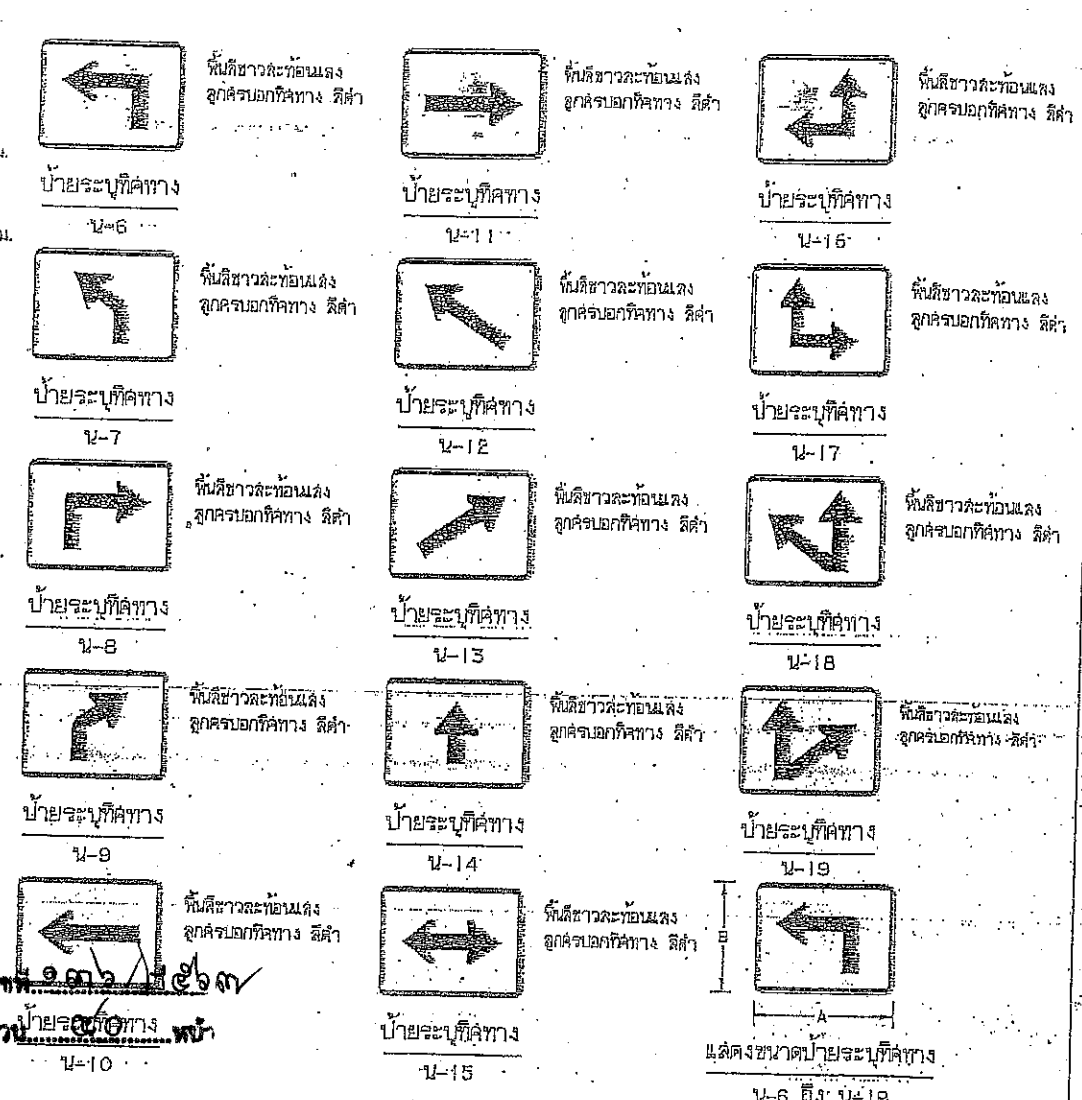 พื้นสีขาวสะท้อนแสง
ลูกศรบอกทิศทาง สีดำ
ป้ายระบุทิศทาง
น-6
พื้นสีขาวสะท้อนแสง
ลูกศรบอกทิศทาง สีดำ
ป้ายระบุทิศทาง
น-7
พื้นสีขาวสะท้อนแสง
ลูกศรบอกทิศทาง สีดำ
ป้ายระบุทิศทาง
น-8
พื้นสีขาวสะท้อนแสง
ลูกศรบอกทิศทาง สีดำ
ป้ายระบุทิศทาง
น-9
พื้นสีขาวสะท้อนแสง
ลูกศรบอกทิศทาง สีดำ
ป้ายระบุทิศทาง
หน้า
น-10
พื้นสีขาวสะท้อนแสง
ลูกศรบอกทิศทาง สีดำ
ป้ายระบุทิศทาง
น-11
พื้นสีขาวสะท้อนแสง
ลูกศรบอกทิศทาง สีดำ
ป้ายระบุทิศทาง
น-12
พื้นสีขาวสะท้อนแสง
ลูกศรบอกทิศทาง สีดำ
ป้ายระบุทิศทาง
น-13
พื้นสีขาวสะท้อนแสง
ลูกศรบอกทิศทาง สีดำ
ป้ายระบุทิศทาง
น-14
พื้นสีขาวสะท้อนแสง
ลูกศรบอกทิศทาง สีดำ
ป้ายระบุทิศทาง
น-15
พื้นสีขาวสะท้อนแสง
ลูกศรบอกทิศทาง สีดำ
ป้ายระบุทิศทาง
น-16
พื้นสีขาวสะท้อนแสง
ลูกศรบอกทิศทาง สีดำ
ป้ายระบุทิศทาง
น-17
พื้นสีขาวสะท้อนแสง
ลูกศรบอกทิศทาง สีดำ
ป้ายระบุทิศทาง
น-18
พื้นสีขาวสะท้อนแสง
ลูกศรบอกทิศทาง สีดำ
ป้ายระบุทิศทาง
น-19
B
A
แสดงขนาดป้ายระบุทิศทาง
น-6 ถึง น-19